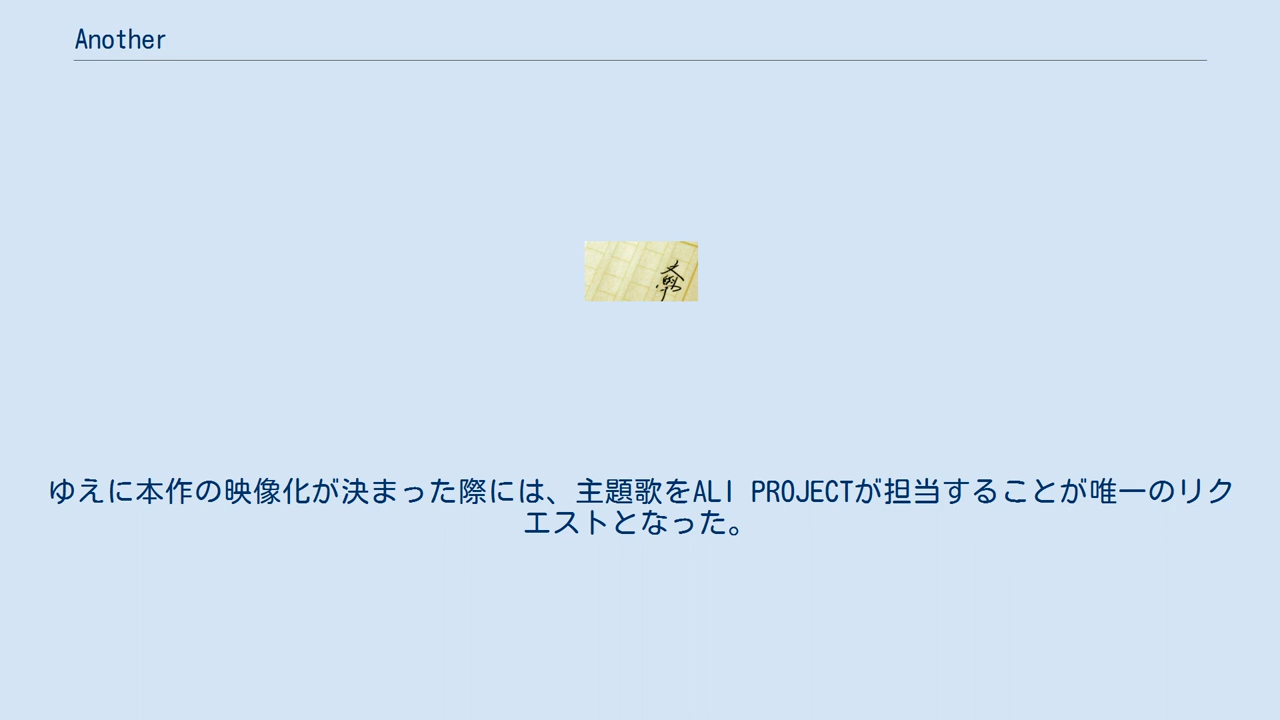 Another
ゆえに本作の映像化が決まった際には、主題歌をALI PROJECTが担当することが唯一のリク
エストとなった。